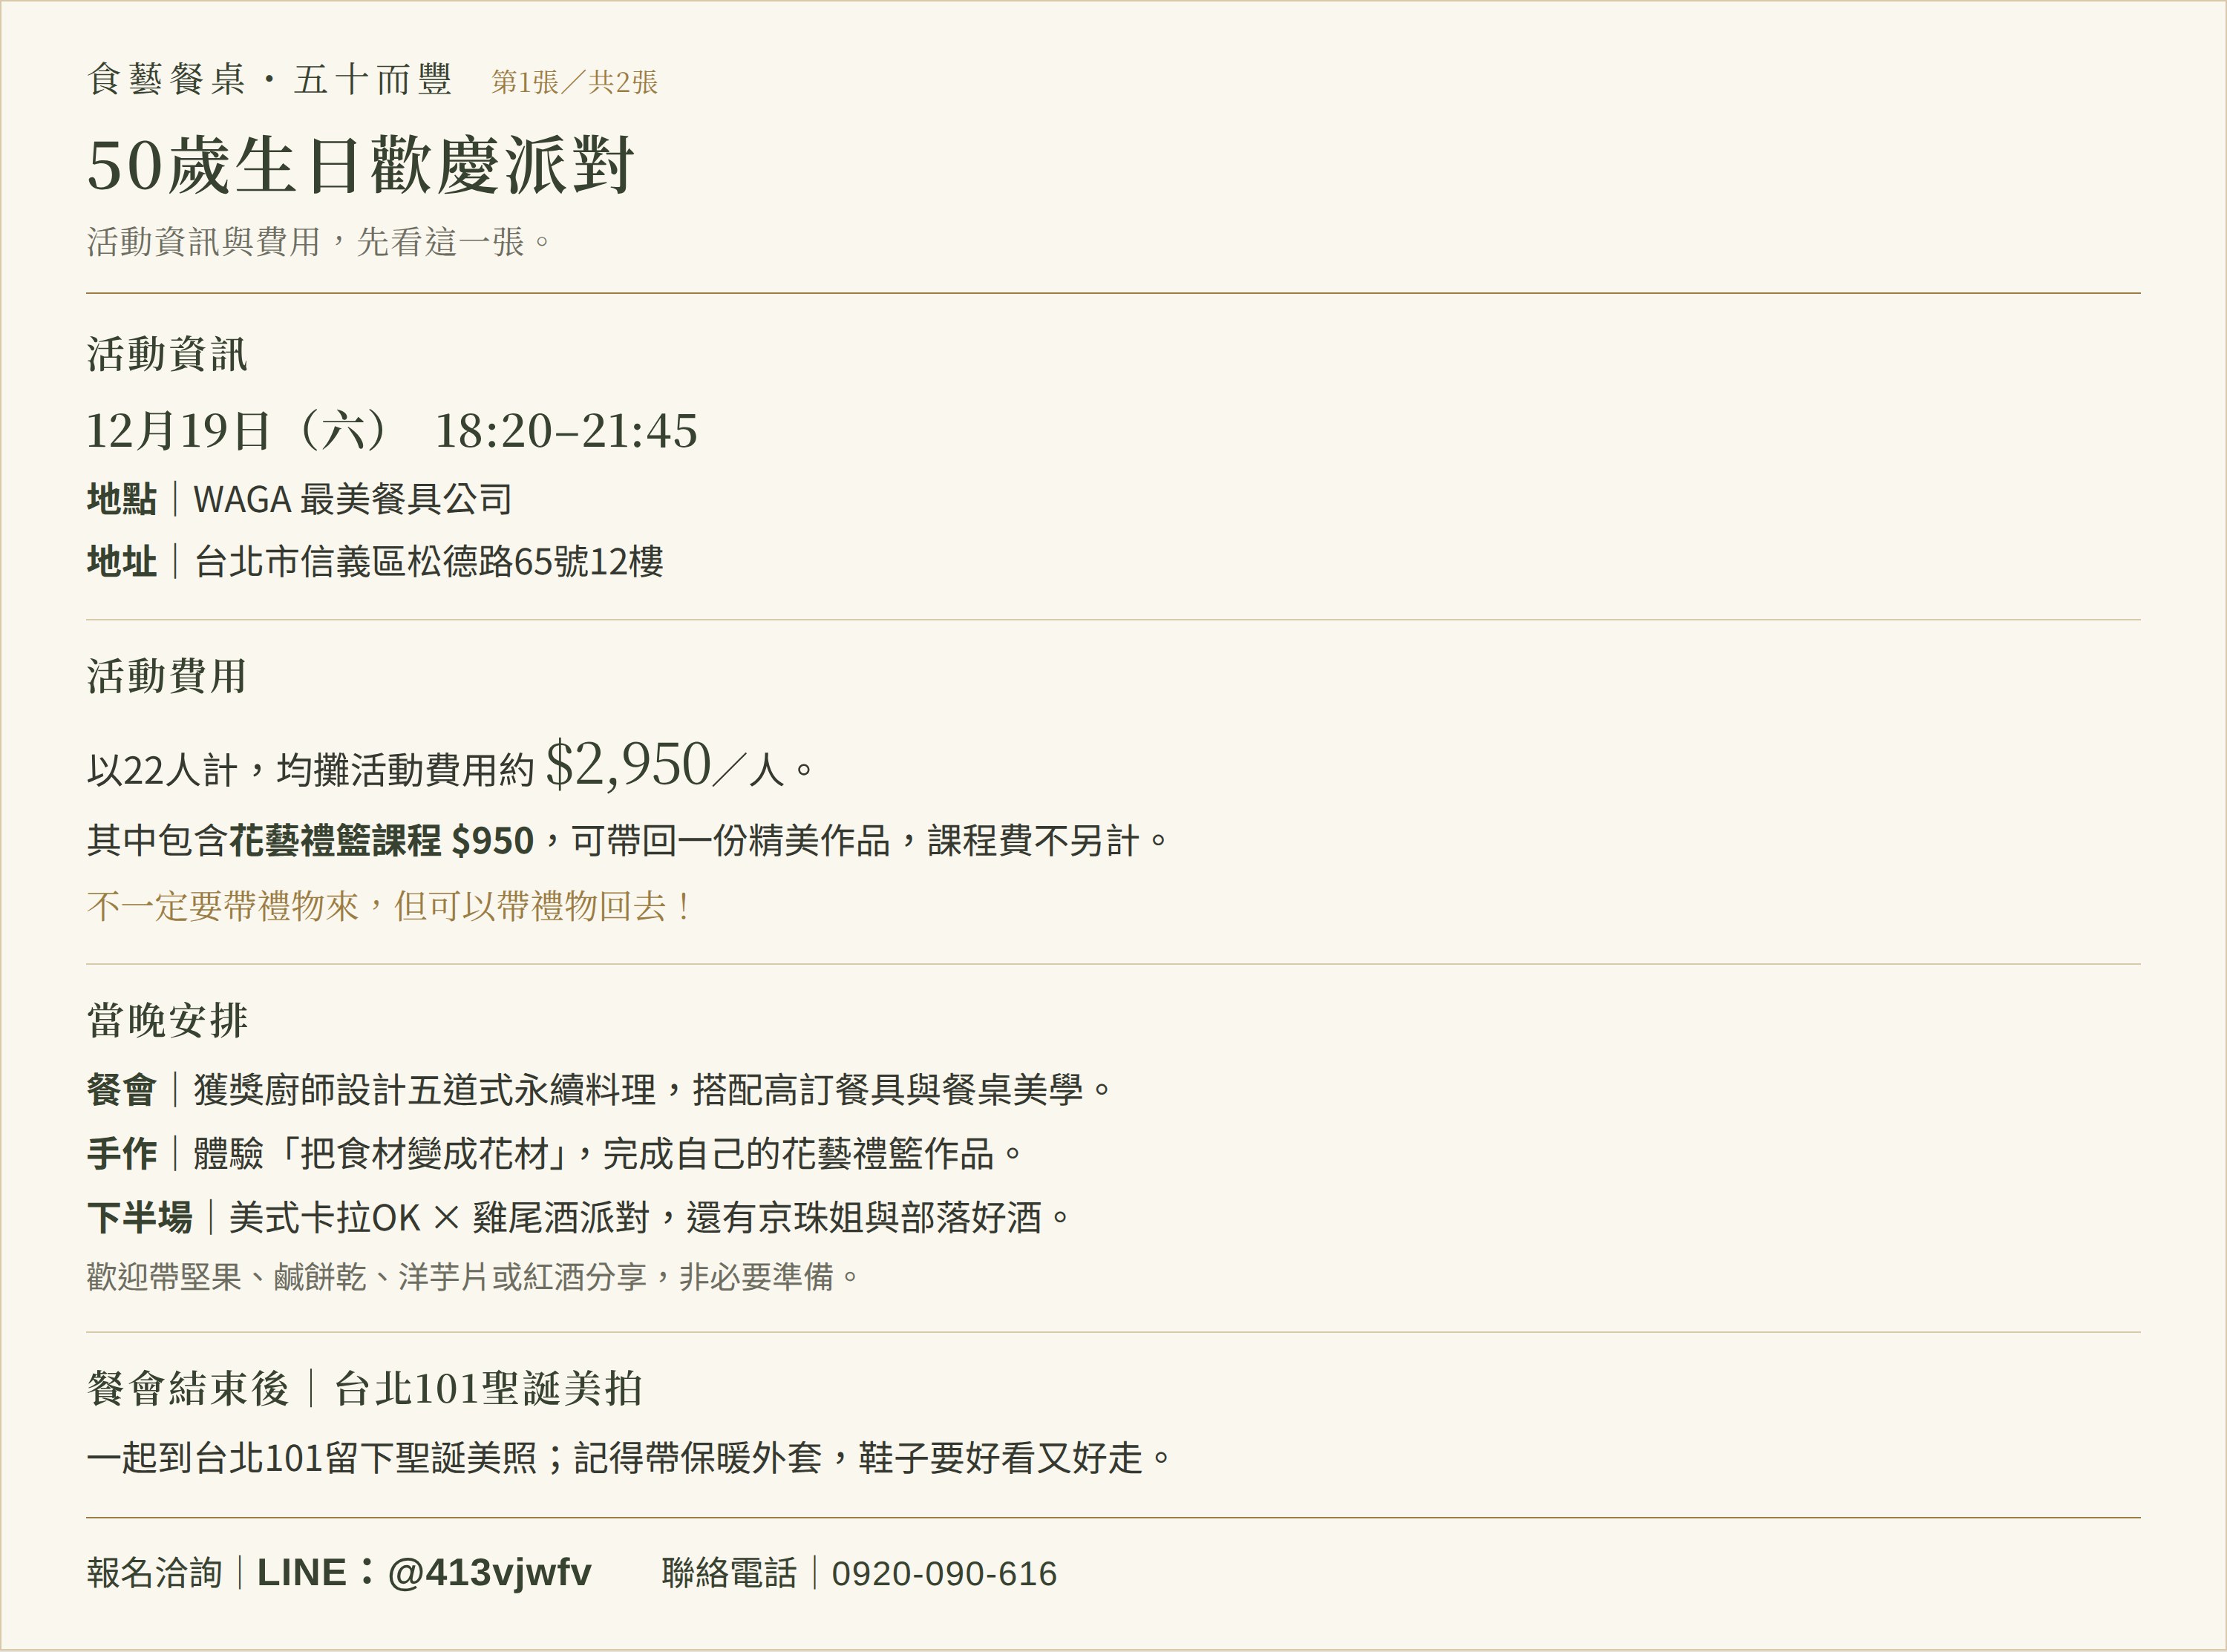 食藝餐桌・五十而豐　第1張／共2張
50歲生日歡慶派對
活動資訊與費用，先看這一張。
活動資訊
12月19日（六）　18:20–21:45
地點｜WAGA 最美餐具公司
地址｜台北市信義區松德路65號12樓
活動費用
以22人計，均攤活動費用約 $2,950／人。
其中包含花藝禮籃課程 $950，可帶回一份精美作品，課程費不另計。
不一定要帶禮物來，但可以帶禮物回去！
當晚安排
餐會｜獲獎廚師設計五道式永續料理，搭配高訂餐具與餐桌美學。
手作｜體驗「把食材變成花材」，完成自己的花藝禮籃作品。
下半場｜美式卡拉OK × 雞尾酒派對，還有京珠姐與部落好酒。
歡迎帶堅果、鹹餅乾、洋芋片或紅酒分享，非必要準備。
餐會結束後｜台北101聖誕美拍
一起到台北101留下聖誕美照；記得帶保暖外套，鞋子要好看又好走。
報名洽詢｜LINE：@413vjwfv　聯絡電話｜0920-090-616